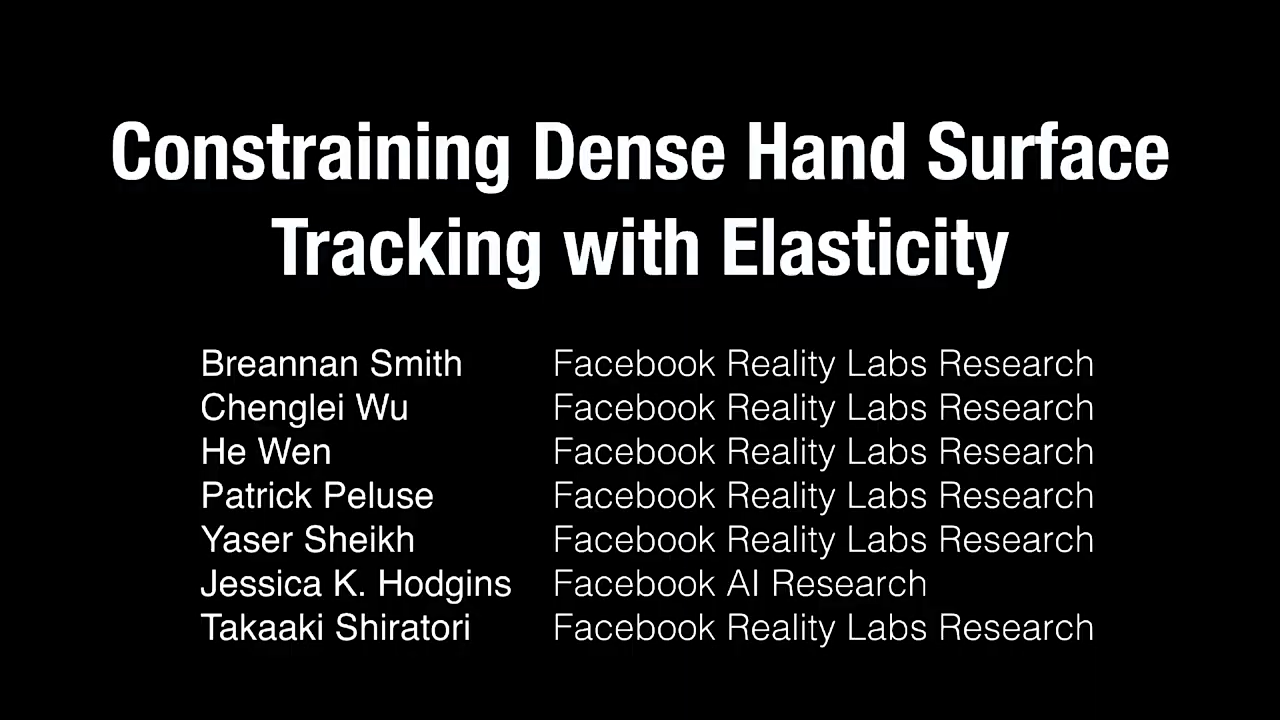 Constraining Dense Hand Surface
Tracking with Elasticity
Breannan Smith Facebook Reality Labs Research
Chenglei Wu Facebook Reality Labs Research
He Wen Facebook Reality Labs Research
Patrick Peluse Facebook Reality Labs Research
Yaser Sheikh Facebook Reality Labs Research
Jessica K. Hodgins Facebook AI Research
Takaaki Shiratori Facebook Reality Labs Research